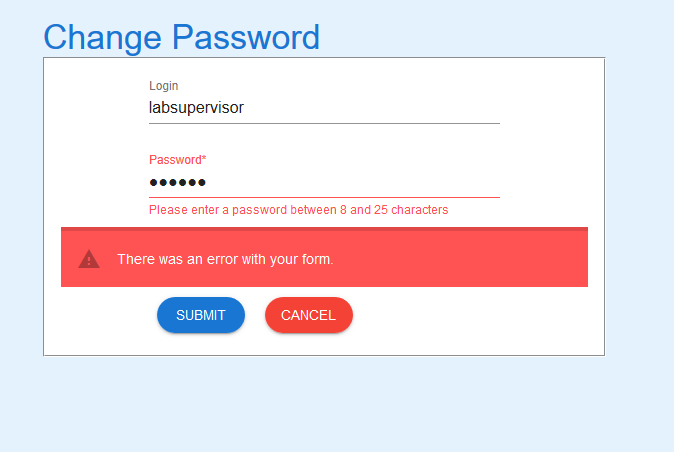 Change Password
Login
labsupervisor
Password*
••••••
Please enter a password between 8 and 25 characters
There was an error with your form.
SUBMIT
CANCEL